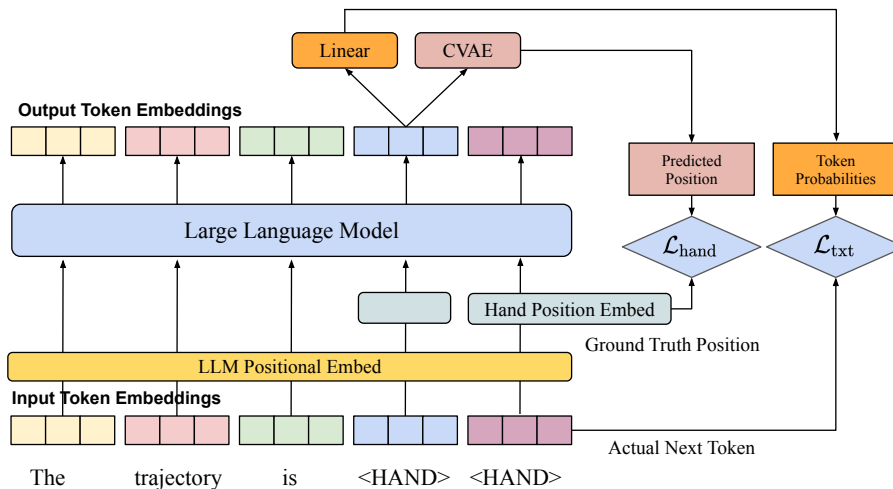 Linear
CVAE
Output Token Embeddings
Predicted
Position
Token
Probabilities
Large Language Model
ℒhand
ℒtxt
Hand Position Embed
Ground Truth Position
LLM Positional Embed
Input Token Embeddings
Actual Next Token
The trajectory is <HAND> <HAND>